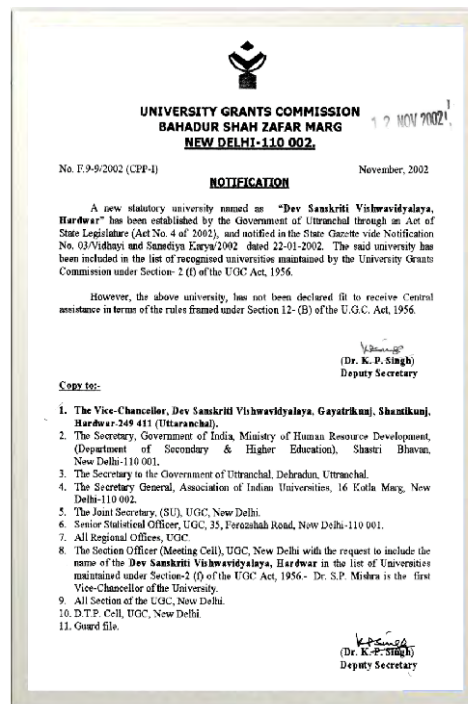 UNIVERSITY GRANTS COMMISSION
BAHADUR SHAH ZAFAR MARG
NEW DELHI-110 002.
12 NOV 2002
No. F.9-9/2002 (CPP-I) November, 2002
NOTIFICATION
A new statutory university named as "Dev Sanskriti Vishwavidyalaya,
Hardwar" has been established by the Government of Uttranchal through an Act of
State Legislature (Act No. 4 of 2002), and notified in the State Gazette vide Notification
No. 03/Vidhayi and Karya/2002 dated 22-01-2002. The said university has
been included in the list of recognised universities maintained by the University Grants
Commission under Section- 2 (f) of the UGC Act, 1956.
However, the above university, has not been declared fit to receive Central
assistance in terms of the rules framed under Section 12- (B) of the U.G.C. Act, 1956.
(Dr. K. P. Singh)
Deputy Secretary
Copy to:-
1. The Vice-Chancellor, Dev Sanskriti Vishwavidyalaya, Gayatrikunj, Shantikunj,
Hardwar-249 411 (Uttaranchal).
2. The Secretary, Government of India, Ministry of Human Resource Development,
(Department of Secondary & Higher Education), Shastri Bhavan,
New Delhi-110 001.
3. The Secretary to the Government of Uttranchal, Dehradun, Uttranchal.
4. The Secretary General, Association of Indian Universities, 16 Kotla Marg, New
Delhi-110 002.
5. The Joint Secretary, (SU), UGC, New Delhi.
6. Senior Statistical Officer, UGC, 35, Ferozshah Road, New Delhi-110 001.
7. All Regional Offices, UGC.
8. The Section Officer (Meeting Cell), UGC, New Delhi with the request to include the
name of the Dev Sanskriti Vishwavidyalaya, Hardwar in the list of Universities
maintained under Section-2 (f) of the UGC Act, 1956.- Dr. S.P. Mishra is the first
Vice-Chancellor of the University.
9. All Section of the UGC, New Delhi.
10. D.T.P. Cell, UGC, New Delhi.
11. Guard file.
(Dr. K. P. Singh)
Deputy Secretary